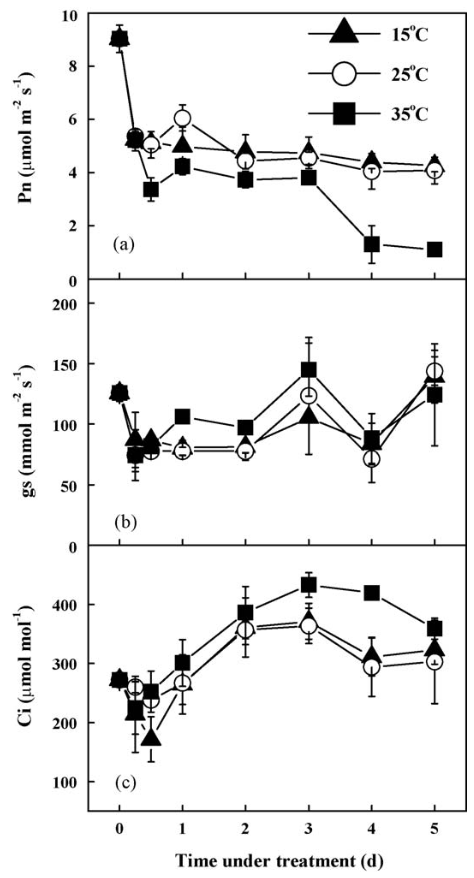 10
8
6
4
2
0
Pn (μmol m⁻² s⁻¹)
15°C
25°C
35°C
(a)
200
150
100
50
0
gs (mmol m⁻² s⁻¹)
(b)
400
300
200
100
Ci (μmol mol⁻¹)
(c)
0 1 2 3 4 5
Time under treatment (d)